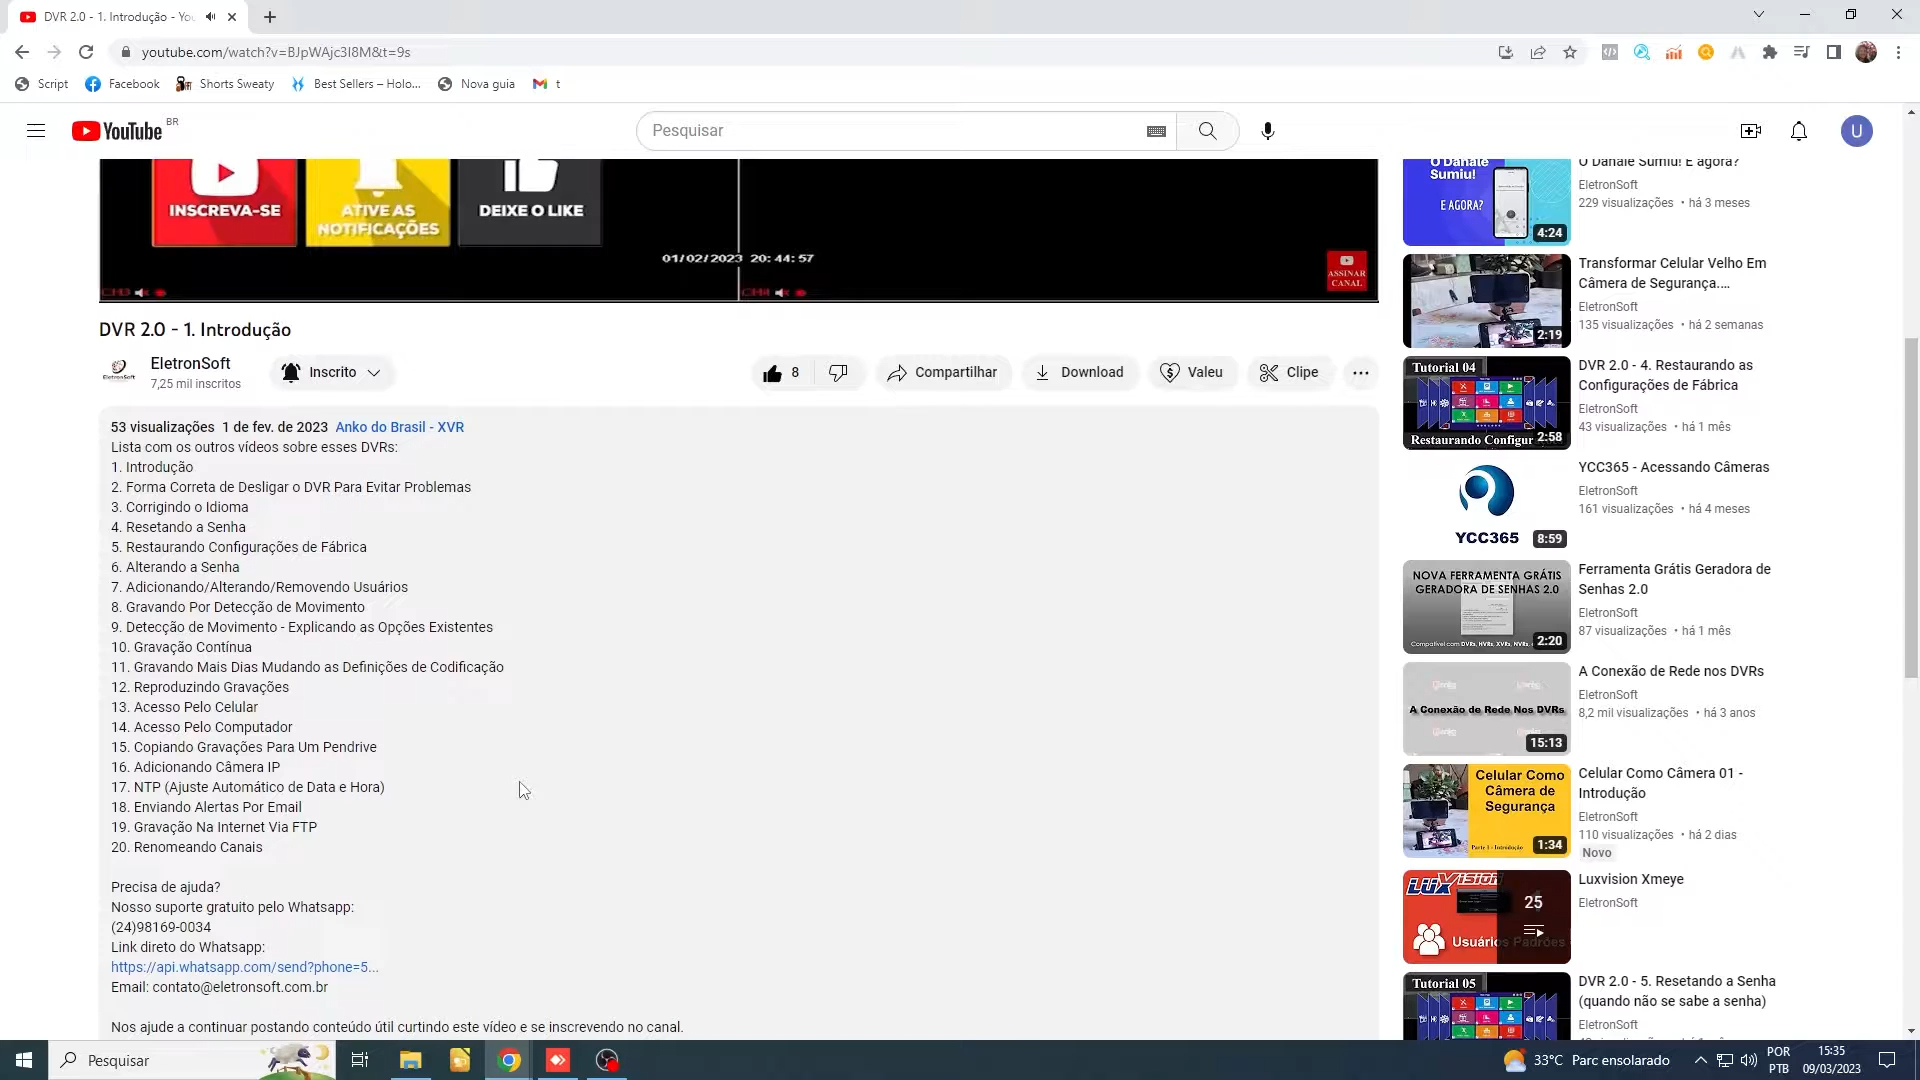 DVR 2.0 - 1. Introdução - You
youtube.com/watch?v=BJpWAjc3I8M&t=9s
Script
Facebook
Shorts Sweaty
Best Sellers – Holo...
Nova guia
t
YouTube BR
Pesquisar
U
INSCREVA-SE
ATIVE AS
NOTIFICAÇÕES
DEIXE O LIKE
01/02/2023 20:44:57
ASSINAR
CANAL
CH3
CH4
DVR 2.0 - 1. Introdução
EletronSoft
7,25 mil inscritos
Inscrito
8
Compartilhar
Download
Valeu
Clipe
53 visualizações 1 de fev. de 2023 Anko do Brasil - XVR
Lista com os outros vídeos sobre esses DVRs:
1. Introdução
2. Forma Correta de Desligar o DVR Para Evitar Problemas
3. Corrigindo o Idioma
4. Resetando a Senha
5. Restaurando Configurações de Fábrica
6. Alterando a Senha
7. Adicionando/Alterando/Removendo Usuários
8. Gravando Por Detecção de Movimento
9. Detecção de Movimento - Explicando as Opções Existentes
10. Gravação Contínua
11. Gravando Mais Dias Mudando as Definições de Codificação
12. Reproduzindo Gravações
13. Acesso Pelo Celular
14. Acesso Pelo Computador
15. Copiando Gravações Para Um Pendrive
16. Adicionando Câmera IP
17. NTP (Ajuste Automático de Data e Hora)
18. Enviando Alertas Por Email
19. Gravação Na Internet Via FTP
20. Renomeando Canais
Precisa de ajuda?
Nosso suporte gratuito pelo Whatsapp:
(24)98169-0034
Link direto do Whatsapp:
https://api.whatsapp.com/send?phone=5...
Email: contato@eletronsoft.com.br
Nos ajude a continuar postando conteúdo útil curtindo este vídeo e se inscrevendo no canal.
O Danale
Sumiu!
E AGORA?
4:24
O Danale Sumiu! E agora?
EletronSoft
229 visualizações • há 3 meses
2:19
Transformar Celular Velho Em
Câmera de Segurança....
EletronSoft
135 visualizações • há 2 semanas
Tutorial 04
Restaurando Configur
2:58
DVR 2.0 - 4. Restaurando as
Configurações de Fábrica
EletronSoft
43 visualizações • há 1 mês
YCC365
8:59
YCC365 - Acessando Câmeras
EletronSoft
161 visualizações • há 4 meses
NOVA FERRAMENTA GRÁTIS
GERADORA DE SENHAS 2.0
Compatível com DVRs, HVRs, XVRs, NVRs
2:20
Ferramenta Grátis Geradora de
Senhas 2.0
EletronSoft
87 visualizações • há 1 mês
A Conexão de Rede Nos DVRs
15:13
A Conexão de Rede nos DVRs
EletronSoft
8,2 mil visualizações • há 3 anos
Celular Como
Câmera de
Segurança
Parte 1 - Introdução
1:34
Celular Como Câmera 01 -
Introdução
EletronSoft
110 visualizações • há 2 dias
Novo
LUXVISION
Usuários Padrões
25
Luxvision Xmeye
EletronSoft
Tutorial 05
DVR 2.0 - 5. Resetando a Senha
(quando não se sabe a senha)
EletronSoft
Pesquisar
33°C Parc ensolarado
POR
PTB
15:35
09/03/2023